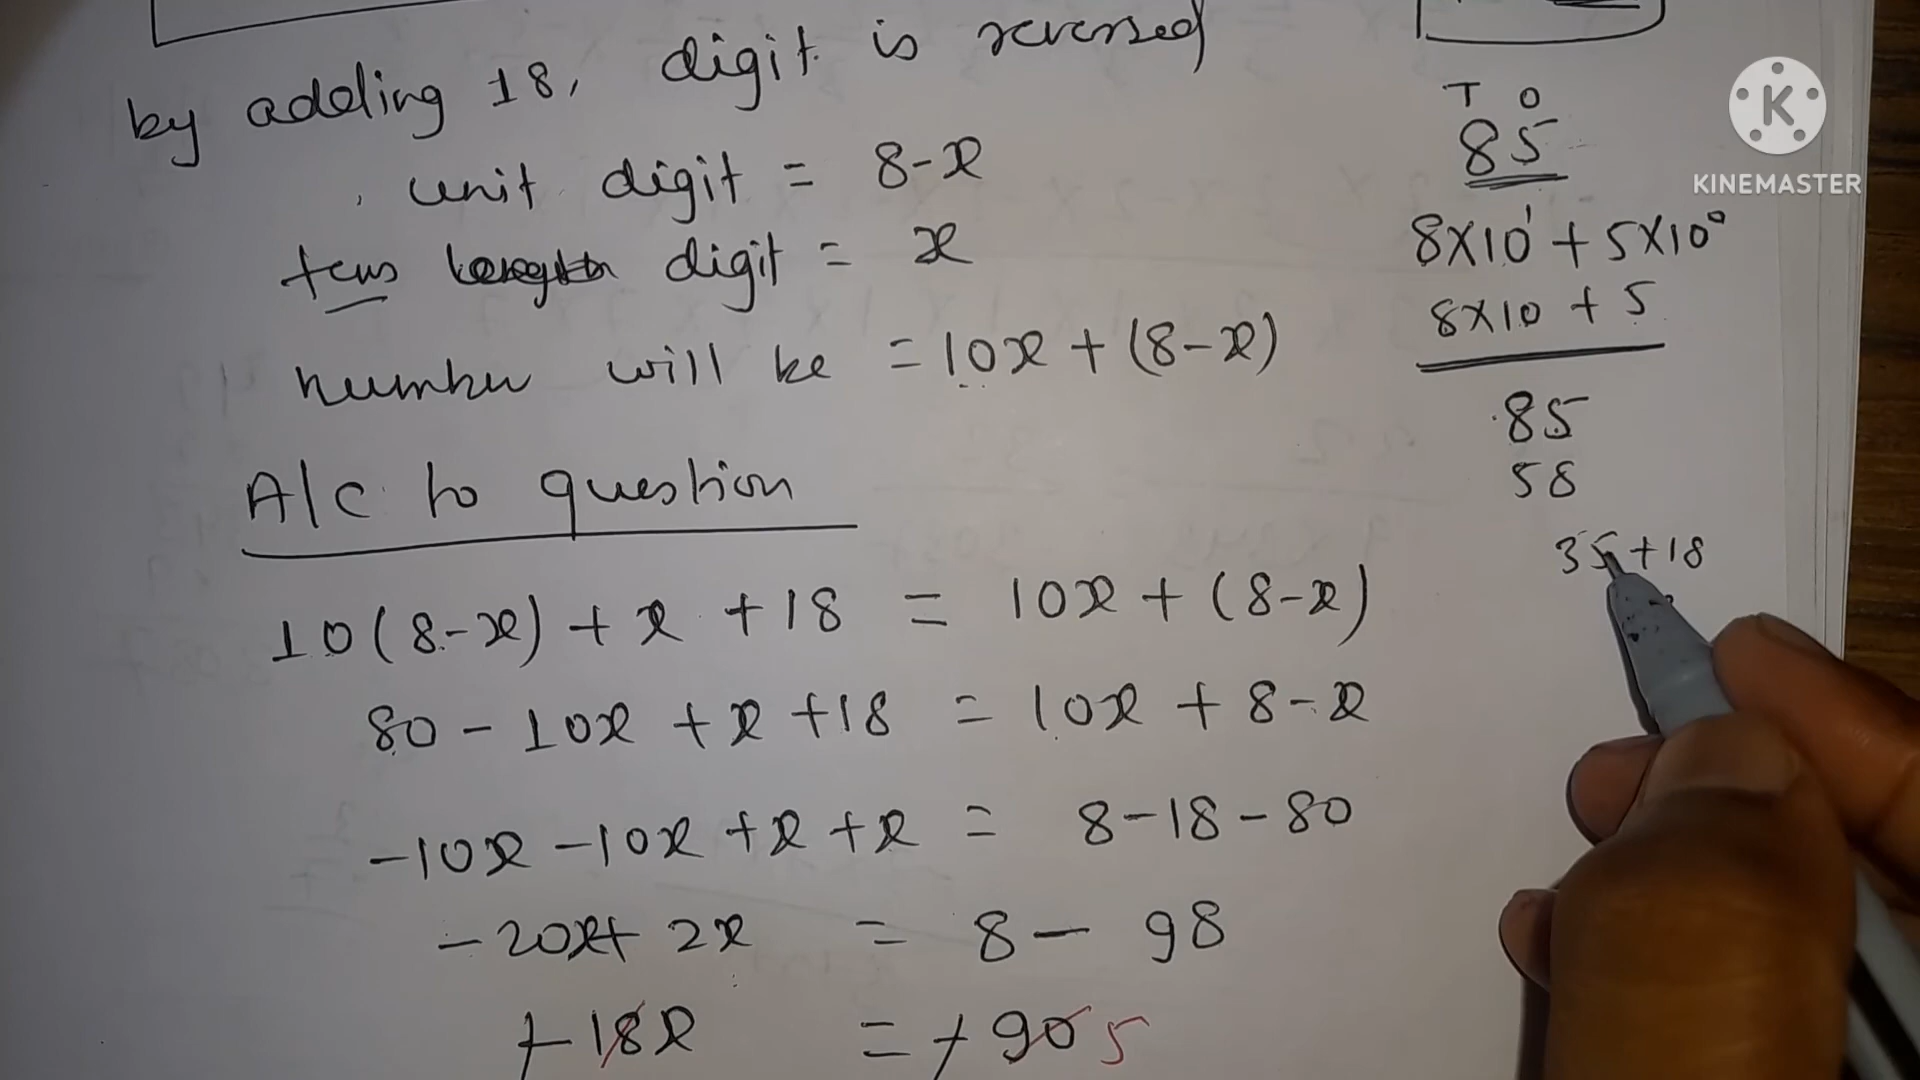 by adding 18, digit is reversed
unit digit = 8-x
tens digit = x
number will be = 10x + (8-x)
A/C to question
10(8-x) + x + 18 = 10x + (8-x)
80 - 10x + x + 18 = 10x + 8 - x
-10x - 10x + x + x = 8 - 18 - 80
-20x + 2x = 8 - 98
+18x = +90 5
T O
85
8X10¹ + 5X10⁰
8X10 + 5
85
58
35+18
K
KINEMASTER